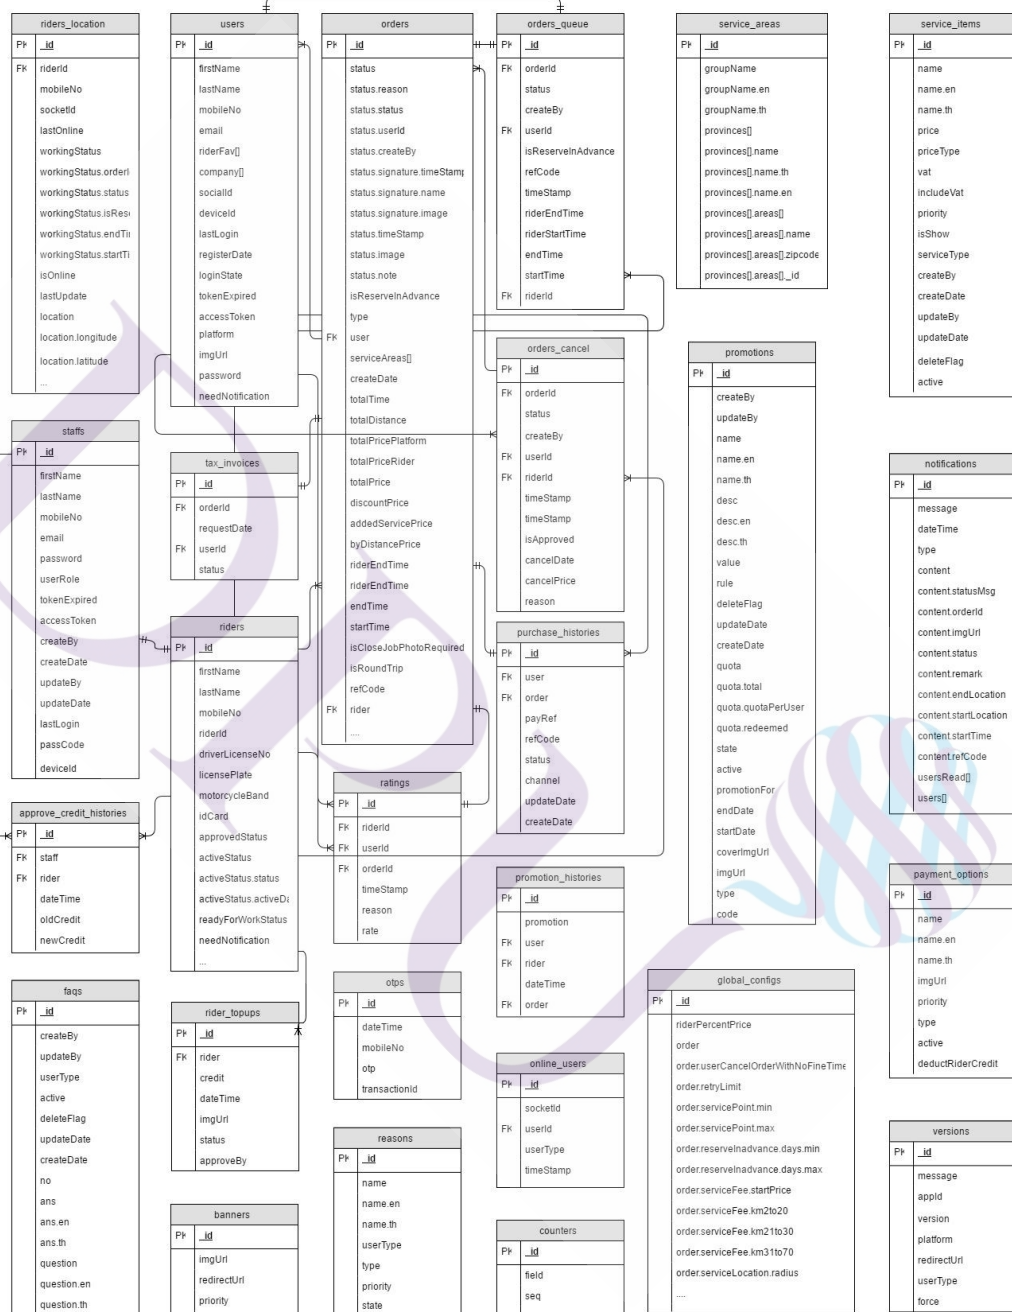 riders_location
PK _id
FK riderId
mobileNo
socketId
lastOnline
workingStatus
workingStatus.orderI
workingStatus.status
workingStatus.isRese
workingStatus.endTi
workingStatus.startTi
isOnline
lastUpdate
location
location.longitude
location.latitude
...
staffs
PK _id
firstName
lastName
mobileNo
email
password
userRole
tokenExpired
accessToken
createBy
createDate
updateBy
updateDate
lastLogin
passCode
deviceId
approve_credit_histories
PK _id
FK staff
FK rider
dateTime
oldCredit
newCredit
faqs
PK _id
createBy
updateBy
userType
active
deleteFlag
updateDate
createDate
no
ans
ans.en
ans.th
question
question.en
question.th
users
PK _id
firstName
lastName
mobileNo
email
riderFav[]
company[]
socialId
deviceId
lastLogin
registerDate
loginState
tokenExpired
accessToken
platform
imgUrl
password
needNotification
tax_invoices
PK _id
FK orderId
requestDate
FK userId
status
riders
PK _id
firstName
lastName
mobileNo
riderId
driverLicenseNo
licensePlate
motorcycleBand
idCard
approvedStatus
activeStatus
activeStatus.status
activeStatus.activeDa
readyForWorkStatus
needNotification
...
rider_topups
PK _id
FK rider
credit
dateTime
imgUrl
status
approveBy
banners
PK _id
imgUrl
redirectUrl
priority
orders
PK _id
status
status.reason
status.status
status.userId
status.createBy
status.signature.timeStamp
status.signature.name
status.signature.image
status.timeStamp
status.image
status.note
isReserveInAdvance
type
FK user
serviceAreas[]
createDate
totalTime
totalDistance
totalPricePlatform
totalPriceRider
totalPrice
discountPrice
addedServicePrice
byDistancePrice
riderEndTime
riderEndTime
endTime
startTime
isCloseJobPhotoRequired
isRoundTrip
refCode
FK rider
....
ratings
PK _id
FK riderId
FK userId
FK orderId
timeStamp
reason
rate
otps
PK _id
dateTime
mobileNo
otp
transactionId
reasons
PK _id
name
name.en
name.th
userType
type
priority
state
orders_queue
PK _id
FK orderId
status
createBy
FK userId
isReserveInAdvance
refCode
timeStamp
riderEndTime
riderStartTime
endTime
startTime
FK riderId
orders_cancel
PK _id
FK orderId
status
createBy
FK userId
FK riderId
timeStamp
timeStamp
isApproved
cancelDate
cancelPrice
reason
purchase_histories
PK _id
FK user
FK order
payRef
refCode
status
channel
updateDate
createDate
promotion_histories
PK _id
promotion
FK user
FK rider
dateTime
FK order
online_users
PK _id
socketId
FK userId
userType
timeStamp
counters
PK _id
field
seq
service_areas
PK _id
groupName
groupName.en
groupName.th
provinces[]
provinces[].name
provinces[].name.th
provinces[].name.en
provinces[].areas[]
provinces[].areas[].name
provinces[].areas[].zipcode
provinces[].areas[]._id
promotions
PK _id
createBy
updateBy
name
name.en
name.th
desc
desc.en
desc.th
value
rule
deleteFlag
updateDate
createDate
quota
quota.total
quota.quotaPerUser
quota.redeemed
state
active
promotionFor
endDate
startDate
coverImgUrl
imgUrl
type
code
global_configs
PK _id
riderPercentPrice
order
order.userCancelOrderWithNoFineTime
order.retryLimit
order.servicePoint.min
order.servicePoint.max
order.reserveInadvance.days.min
order.reserveInadvance.days.max
order.serviceFee.startPrice
order.serviceFee.km2to20
order.serviceFee.km21to30
order.serviceFee.km31to70
order.serviceLocation.radius
....
service_items
PK _id
name
name.en
name.th
price
priceType
vat
includeVat
priority
isShow
serviceType
createBy
createDate
updateBy
updateDate
deleteFlag
active
notifications
PK _id
message
dateTime
type
content
content.statusMsg
content.orderId
content.imgUrl
content.status
content.remark
content.endLocation
content.startLocation
content.startTime
content.refCode
usersRead[]
users[]
payment_options
PK _id
name
name.en
name.th
imgUrl
priority
type
active
deductRiderCredit
versions
PK _id
message
appId
version
platform
redirectUrl
userType
force